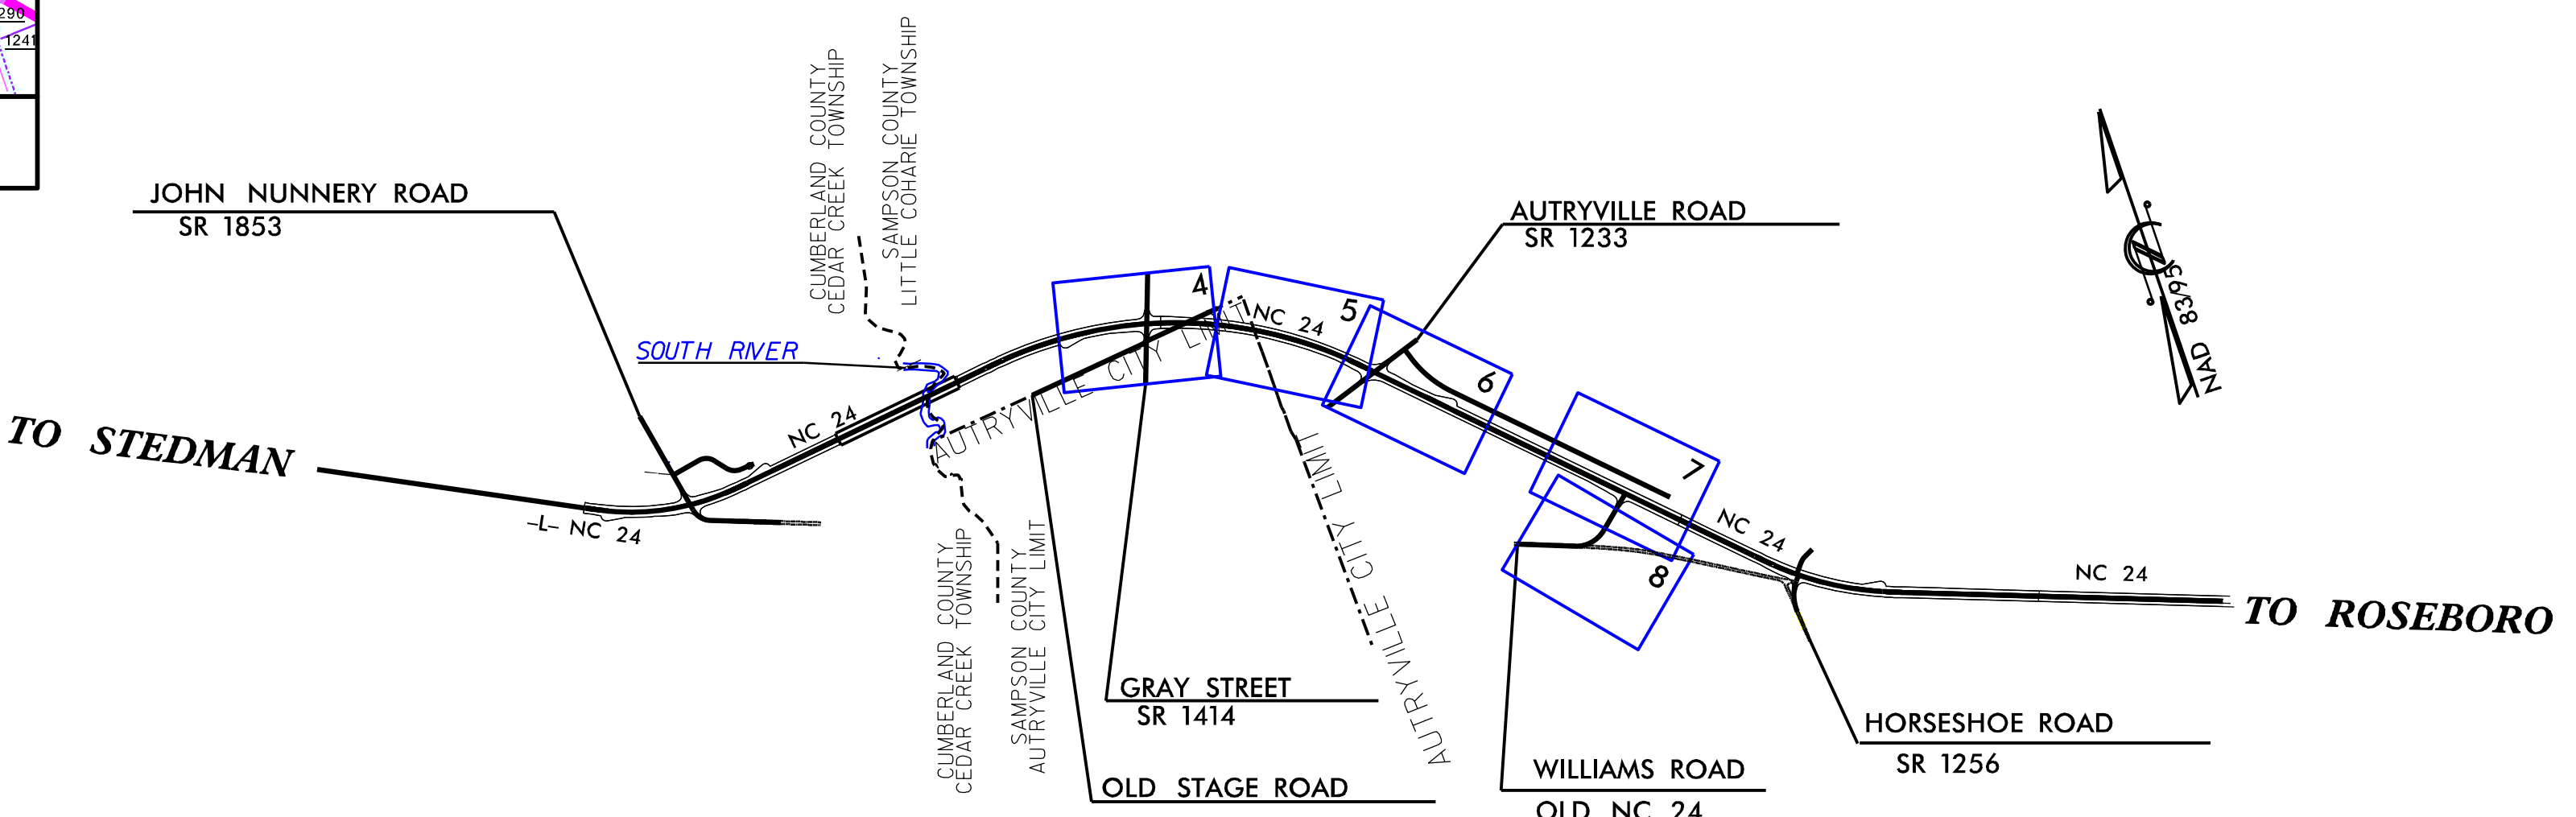 290
1241
JOHN NUNNERY ROAD
SR 1853
CUMBERLAND COUNTY
CEDAR CREEK TOWNSHIP
SAMPSON COUNTY
LITTLE COHARIE TOWNSHIP
AUTRYVILLE ROAD
SR 1233
NAD 83/95
SOUTH RIVER
4
5
6
7
8
NC 24
NC 24
AUTRYVILLE CITY LIMIT
TO STEDMAN
-L- NC 24
AUTRYVILLE CITY LIMIT
NC 24
NC 24
TO ROSEBORO
CUMBERLAND COUNTY
CEDAR CREEK TOWNSHIP
SAMPSON COUNTY
AUTRYVILLE CITY LIMIT
GRAY STREET
SR 1414
OLD STAGE ROAD
WILLIAMS ROAD
OLD NC 24
HORSESHOE ROAD
SR 1256